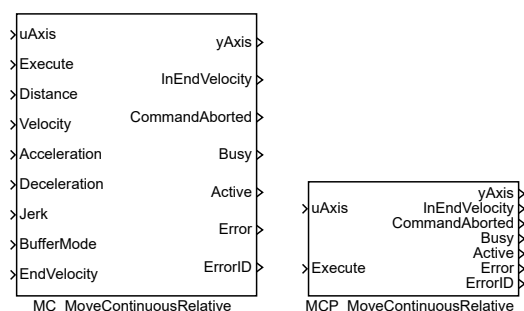 uAxis
Execute
Distance
Velocity
Acceleration
Deceleration
Jerk
BufferMode
EndVelocity
yAxis
InEndVelocity
CommandAborted
Busy
Active
Error
ErrorID
MC_MoveContinuousRelative
uAxis
Execute
yAxis
InEndVelocity
CommandAborted
Busy
Active
Error
ErrorID
MCP_MoveContinuousRelative